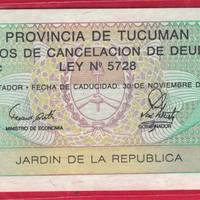 PROVINCIA DE TUCUMAN
OS DE CANCELACION DE DEU
LEY Nº 5728
TADOR - FECHA DE CADUCIDAD: 30 DE NOVIEMBRE D
MINISTRO DE ECONOMIA
GOBERNADOR
JARDIN DE LA REPUBLICA